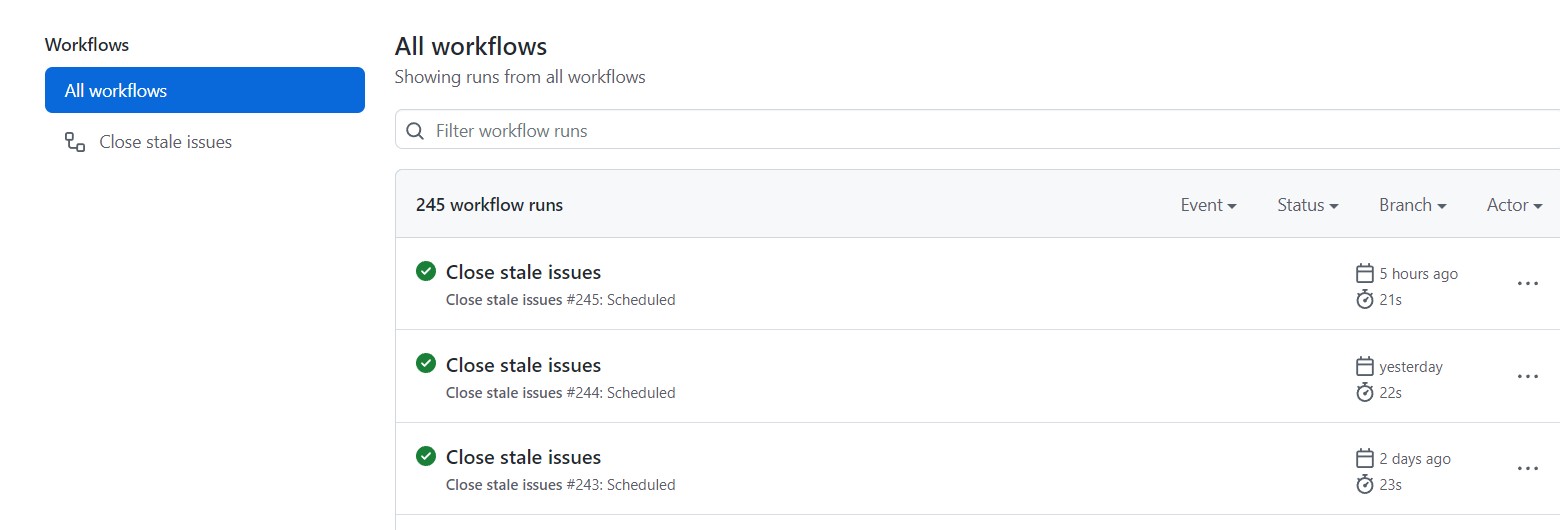 Workflows
All workflows
Close stale issues
All workflows
Showing runs from all workflows
Filter workflow runs
245 workflow runs
Event
Status
Branch
Actor
Close stale issues
Close stale issues #245: Scheduled
5 hours ago
21s
Close stale issues
Close stale issues #244: Scheduled
yesterday
22s
Close stale issues
Close stale issues #243: Scheduled
2 days ago
23s